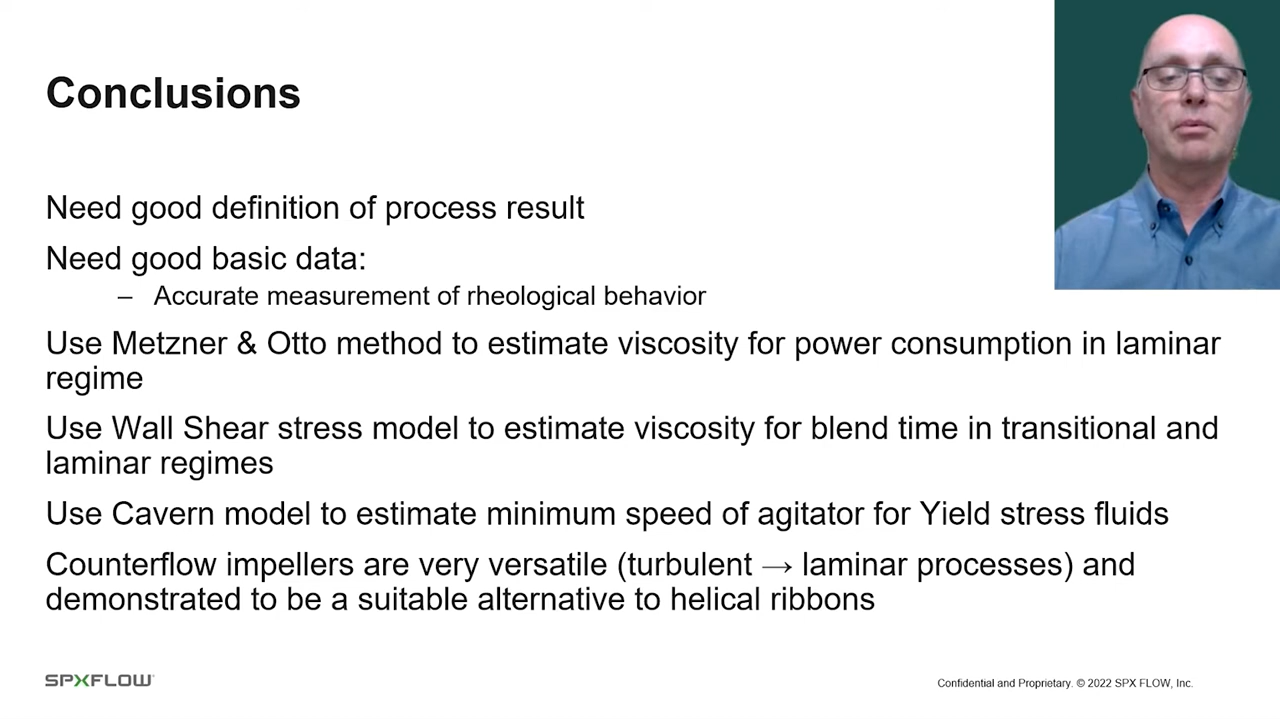 Conclusions
Need good definition of process result
Need good basic data:
– Accurate measurement of rheological behavior
Use Metzner & Otto method to estimate viscosity for power consumption in laminar
regime
Use Wall Shear stress model to estimate viscosity for blend time in transitional and
laminar regimes
Use Cavern model to estimate minimum speed of agitator for Yield stress fluids
Counterflow impellers are very versatile (turbulent → laminar processes) and
demonstrated to be a suitable alternative to helical ribbons
SPXFLOW
Confidential and Proprietary. © 2022 SPX FLOW, Inc.